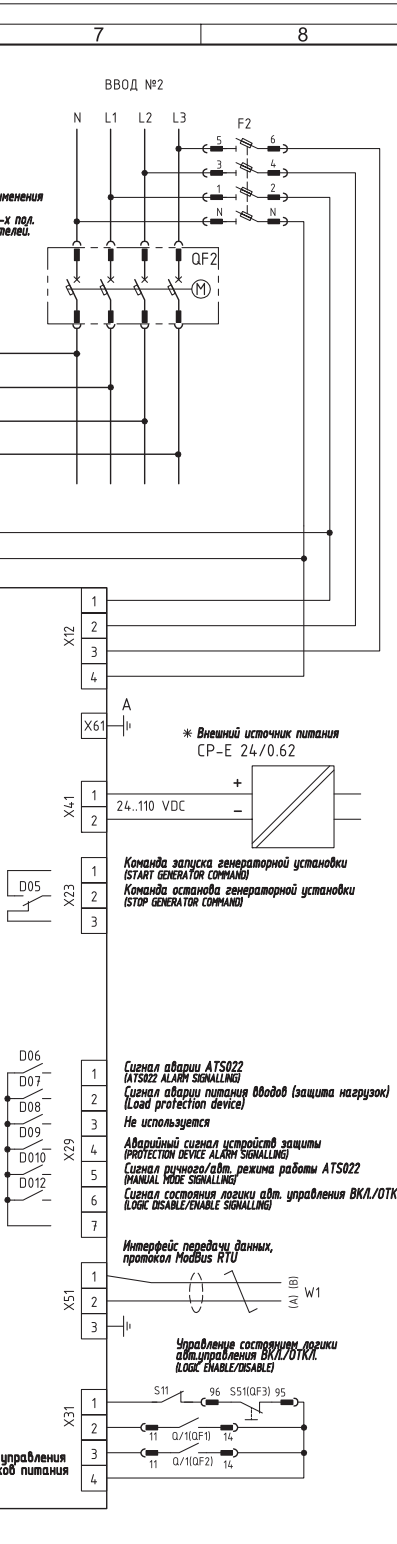 7 8
ВВОД №2
N L1 L2 L3 F2
5 6
3 4
1 2
N N
-х пол.
QF2
M
X12
1
2
3
4
X61
A
* Внешний источник питания
CP-E 24/0.62
X41
1
2
+
24..110 VDC
–
X23
1
2
3
D05
Команда запуска генераторной установки
(START GENERATOR COMMAND)
Команда останова генераторной установки
(STOP GENERATOR COMMAND)
D06
D07
D08
D09
D010
D012
X29
1
2
3
4
5
6
7
Сигнал аварии ATS022
(ATS022 ALARM SIGNALLING)
Сигнал аварии питания вводов (защита нагрузок)
(Load protection device)
Не используется
Аварийный сигнал устройств защиты
(PROTECTION DEVICE ALARM SIGNALLING)
Сигнал ручного/авт. режима работы ATS022
(MANUAL MODE SIGNALLING)
Сигнал состояния логики авт. управления ВКЛ./ОТК
(LOGIC DISABLE/ENABLE SIGNALLING)
Интерфейс передачи данных,
протокол ModBus RTU
X51
1
2
3
(A) (B)
W1
Управление состоянием логики
авт.управления ВКЛ./ОТКЛ.
(LOGIC ENABLE/DISABLE)
X31
1
2
3
4
S11 96 S51(QF3) 95
11 Q/1(QF1) 14
11 Q/1(QF2) 14
управления
ков питания